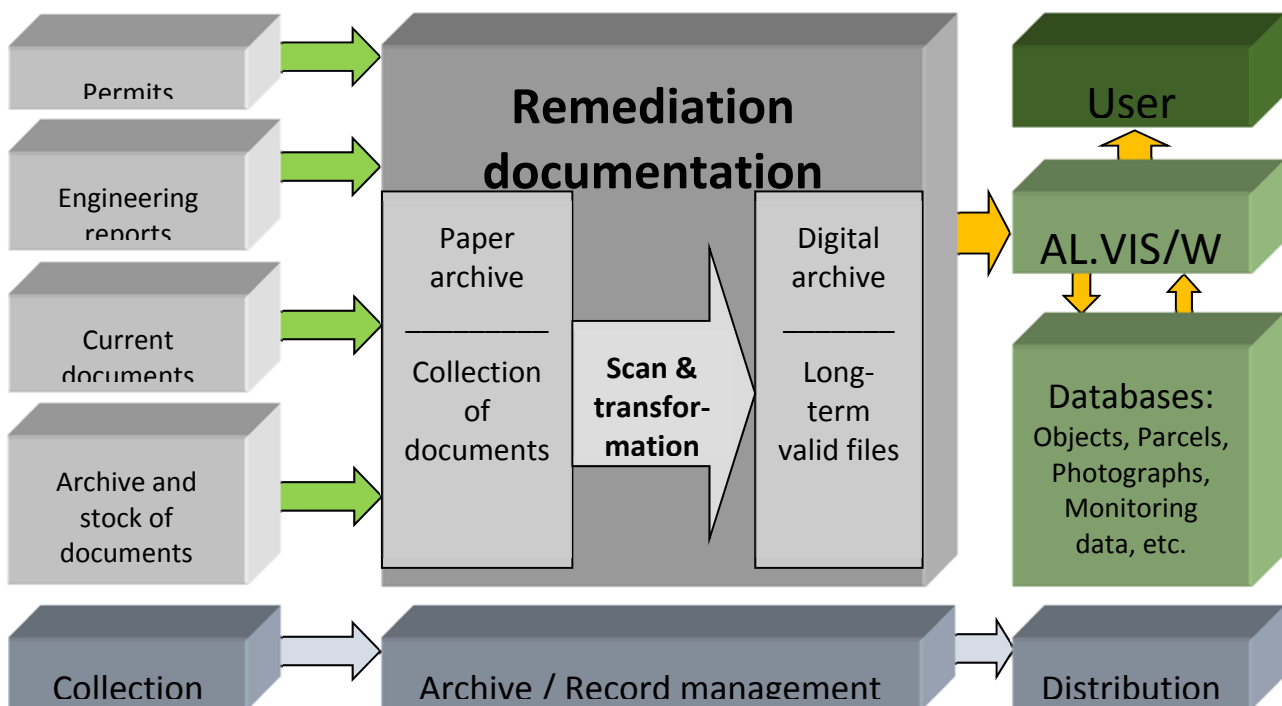 Permits
Engineering
reports
Current
documents
Archive and
stock of
documents
Remediation
documentation
Paper
archive
_________
Collection
of
documents
Scan &
transfor-
mation
Digital
archive
_______
Long-
term
valid files
User
AL.VIS/W
Databases:
Objects, Parcels,
Photographs,
Monitoring
data, etc.
Collection
Archive / Record management
Distribution